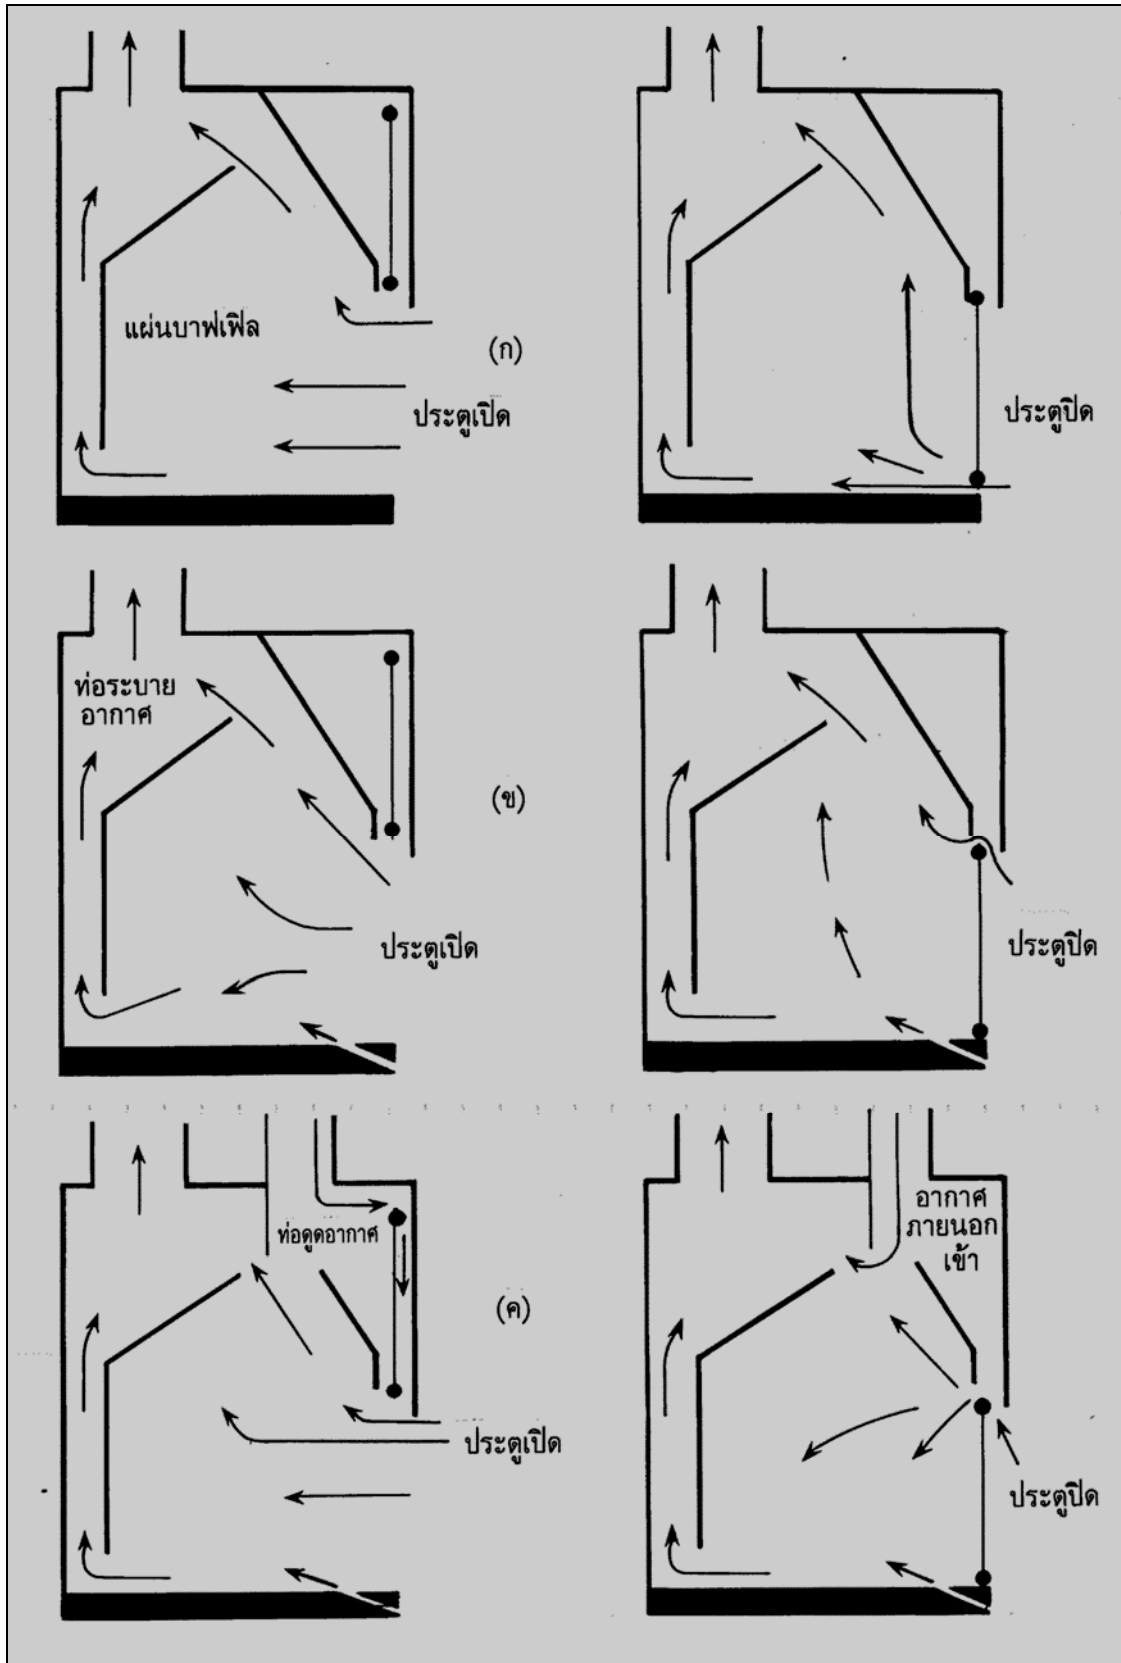 แผ่นบาฟเฟิล
(ก)
ประตูเปิด
ประตูปิด
ท่อระบาย
อากาศ
(ข)
ประตูเปิด
ประตูปิด
ท่อดูดอากาศ
(ค)
ประตูเปิด
อากาศ
ภายนอก
เข้า
ประตูปิด